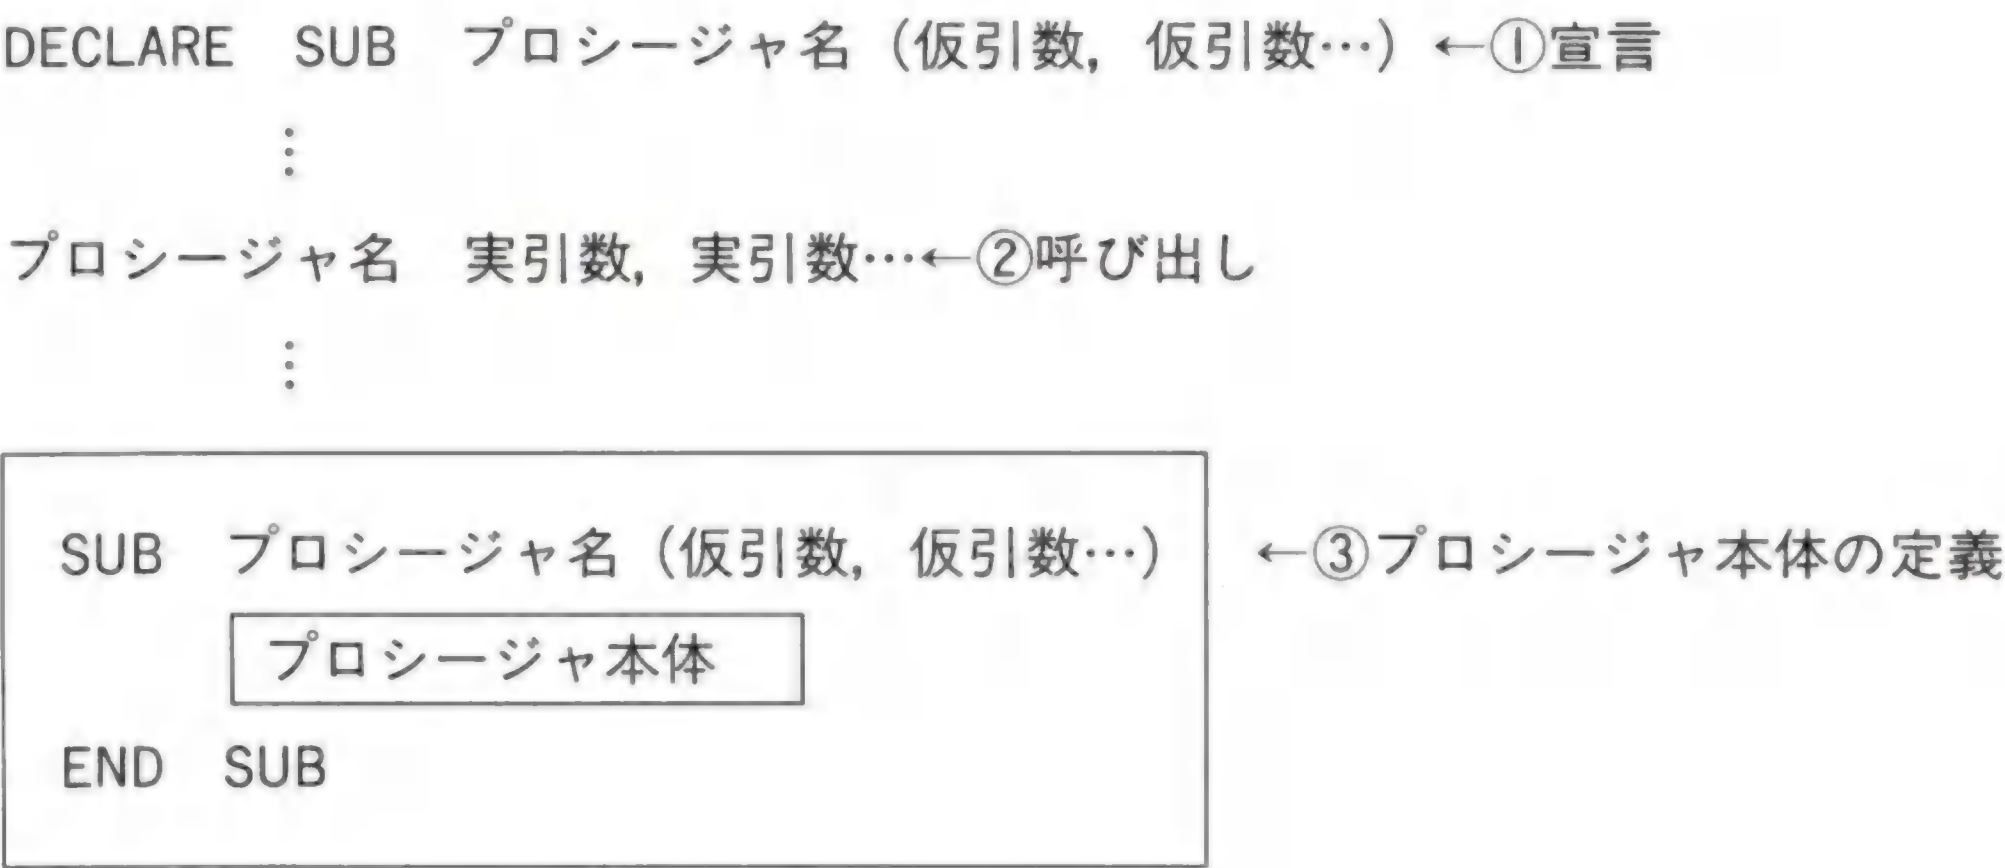 DECLARE SUB プロシージャ名 (仮引数, 仮引数…) ←①宣言
⋮
プロシージャ名 実引数, 実引数…←②呼び出し
⋮
SUB プロシージャ名 (仮引数, 仮引数…) ←③プロシージャ本体の定義
プロシージャ本体
END SUB